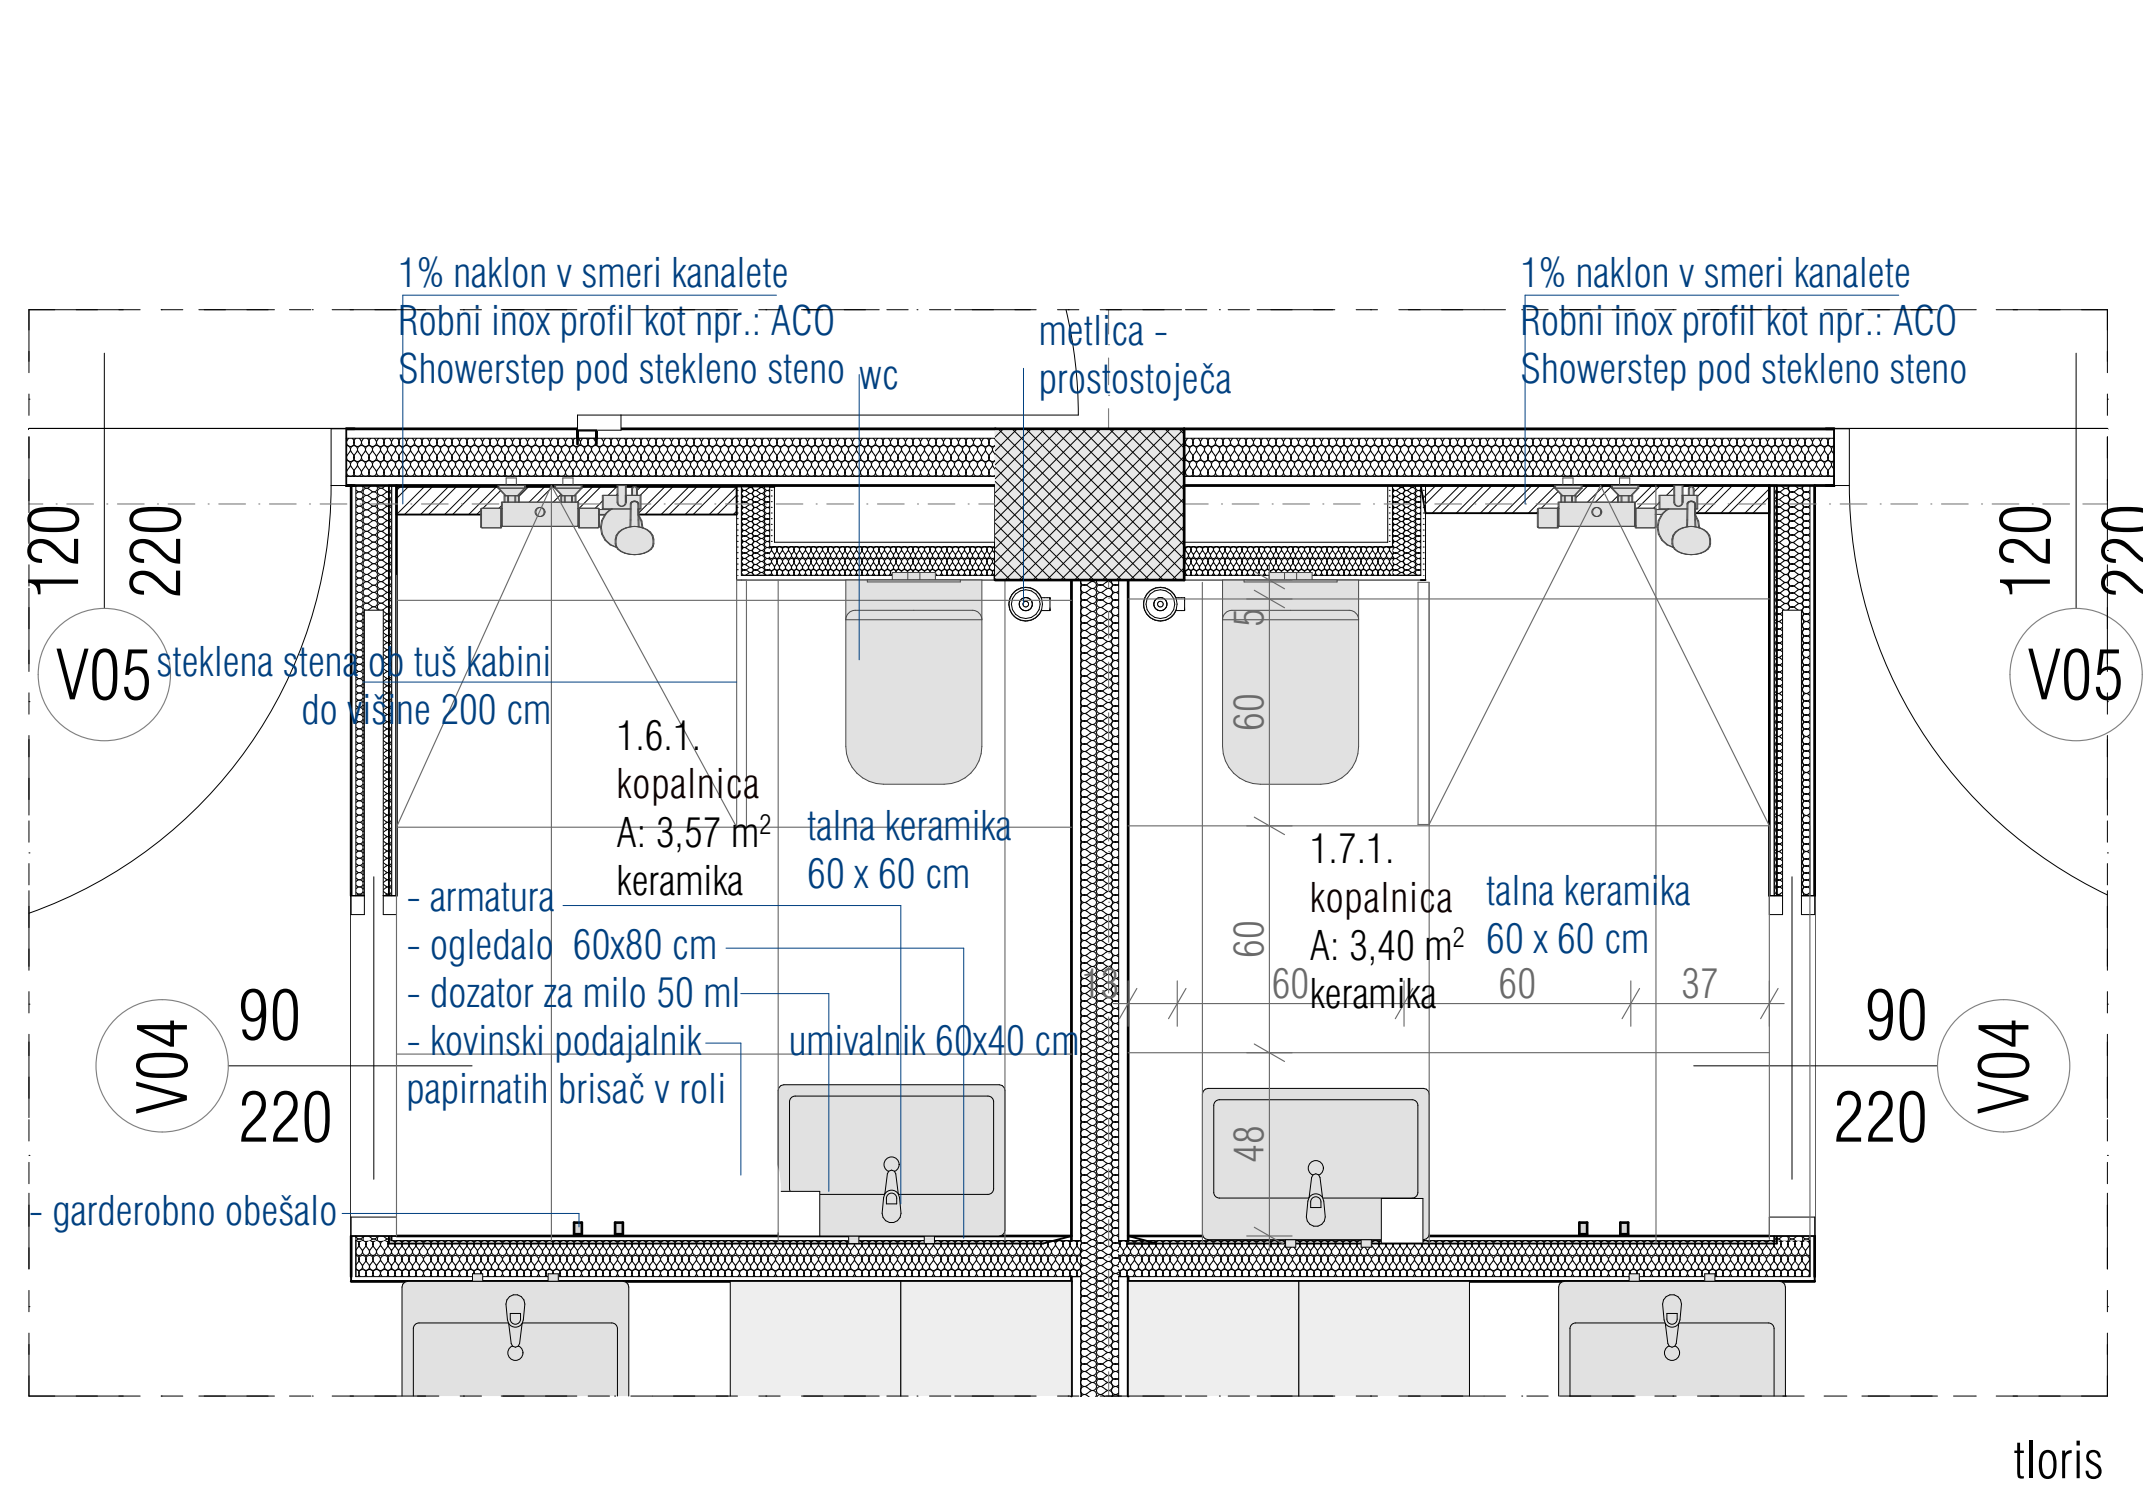 1% naklon v smeri kanalete
Robni inox profil kot npr.: ACO
Showerstep pod stekleno steno
wc
metlica -
prostostoječa
1% naklon v smeri kanalete
Robni inox profil kot npr.: ACO
Showerstep pod stekleno steno
120
220
V05
steklena stena ob tuš kabini
do višine 200 cm
1.6.1.
kopalnica
A: 3,57 m²
keramika
talna keramika
60 x 60 cm
- armatura
- ogledalo 60x80 cm
- dozator za milo 50 ml
- kovinski podajalnik
papirnatih brisač v roli
umivalnik 60x40 cm
- garderobno obešalo
V04
90
220
5
60
60
48
13
60
60
37
1.7.1.
kopalnica
A: 3,40 m²
keramika
talna keramika
60 x 60 cm
120
220
V05
90
220
V04
tloris